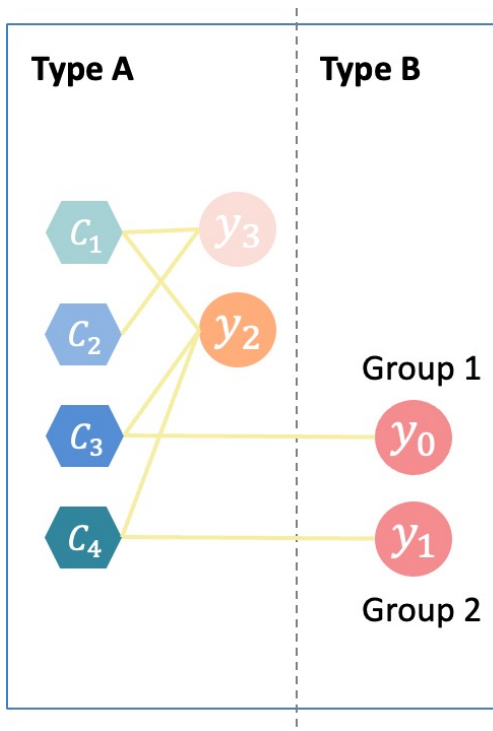 Type A Type B
C₁ y₃
C₂ y₂
Group 1
C₃ y₀
C₄ y₁
Group 2